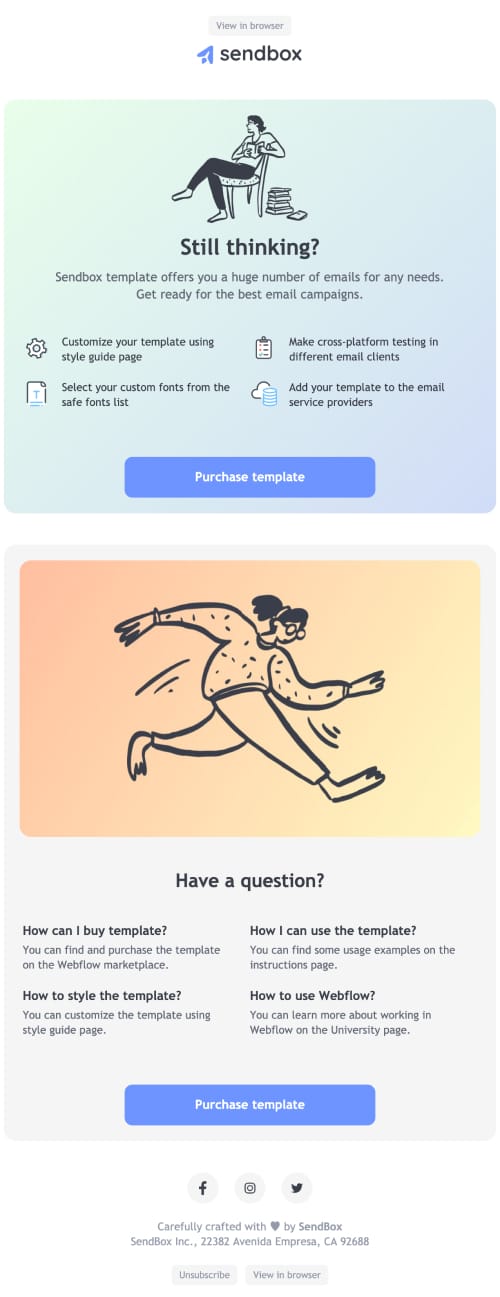 View in browser
sendbox
Still thinking?
Sendbox template offers you a huge number of emails for any needs.
Get ready for the best email campaigns.
Customize your template using
style guide page
Make cross-platform testing in
different email clients
T
Select your custom fonts from the
safe fonts list
Add your template to the email
service providers
Purchase template
Have a question?
How can I buy template?
You can find and purchase the template
on the Webflow marketplace.
How I can use the template?
You can find some usage examples on the
instructions page.
How to style the template?
You can customize the template using
style guide page.
How to use Webflow?
You can learn more about working in
Webflow on the University page.
Purchase template
Carefully crafted with ♥ by SendBox
SendBox Inc., 22382 Avenida Empresa, CA 92688
Unsubscribe
View in browser